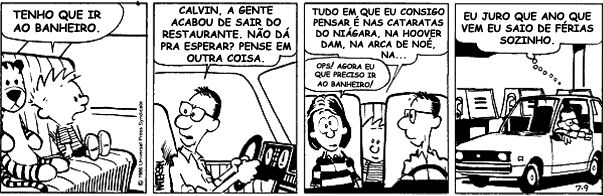 TENHO QUE IR
AO BANHEIRO.
CALVIN, A GENTE
ACABOU DE SAIR DO
RESTAURANTE. NÃO DÁ
PRA ESPERAR? PENSE EM
OUTRA COISA.
TUDO EM QUE EU CONSIGO
PENSAR É NAS CATARATAS
DO NIÁGARA, NA HOOVER
DAM, NA ARCA DE NOÉ,
NA...
OPS! AGORA EU
QUE PRECISO IR
AO BANHEIRO!
EU JURO QUE ANO QUE
VEM EU SAIO DE FÉRIAS
SOZINHO.
© 1986 Universal Press Syndicate
WATTERSON
7-9